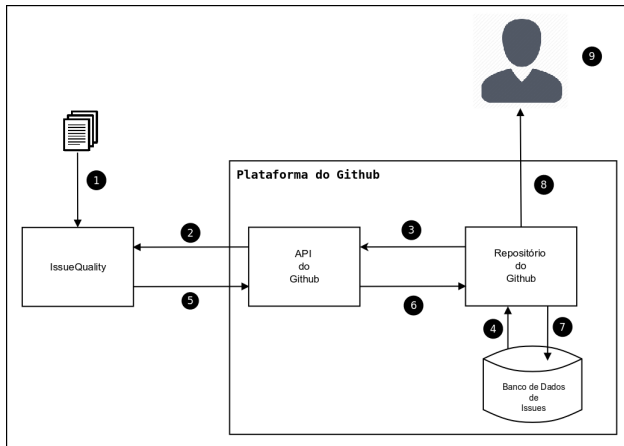 9
1
Plataforma do Github
8
2
3
IssueQuality
API
do
Github
Repositório
do
Github
5
6
4
7
Banco de Dados
de
Issues